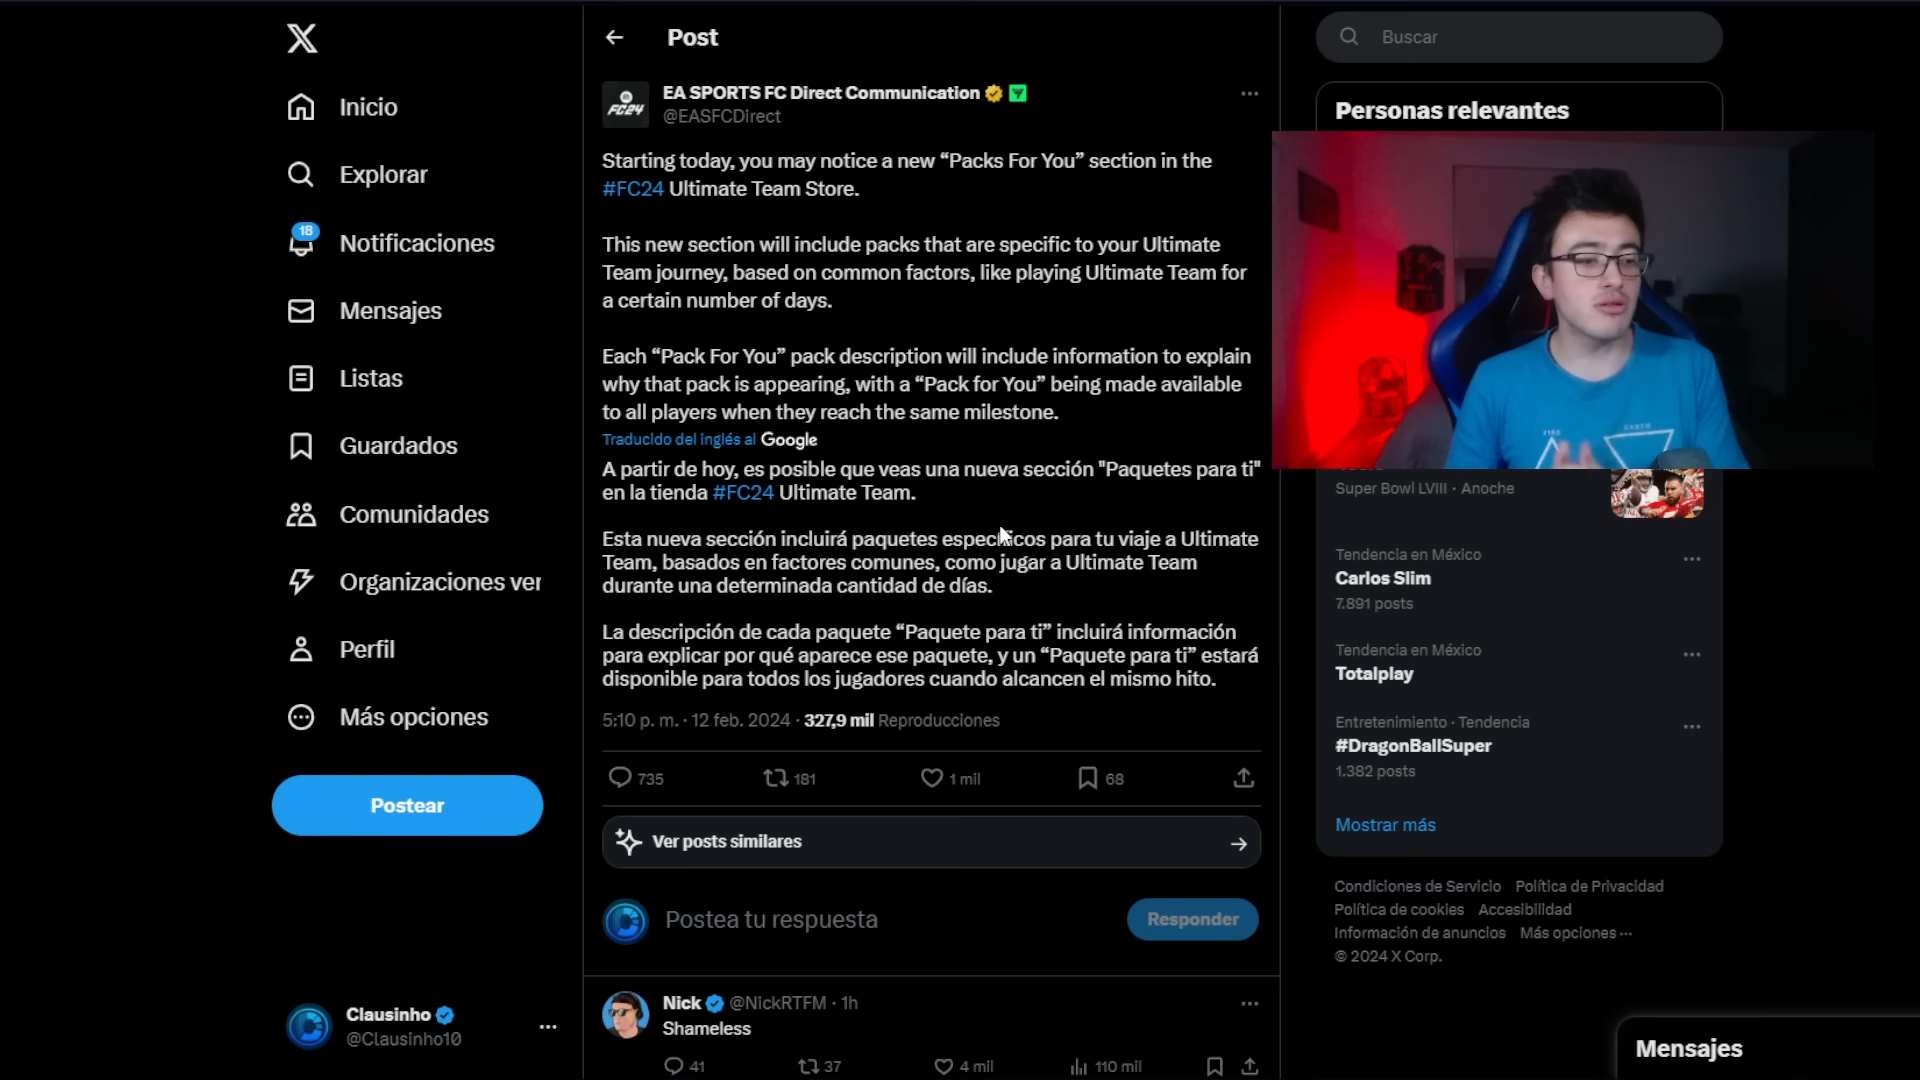 Post
Buscar
Inicio
Explorar
18
Notificaciones
Mensajes
Listas
Guardados
Comunidades
Organizaciones ver
Perfil
Más opciones
Postear
Clausinho
@Clausinho10
FC24
EA SPORTS FC Direct Communication
@EASFCDirect
Starting today, you may notice a new “Packs For You” section in the
#FC24 Ultimate Team Store.
This new section will include packs that are specific to your Ultimate
Team journey, based on common factors, like playing Ultimate Team for
a certain number of days.
Each “Pack For You” pack description will include information to explain
why that pack is appearing, with a “Pack for You” being made available
to all players when they reach the same milestone.
Traducido del inglés al Google
A partir de hoy, es posible que veas una nueva sección "Paquetes para ti"
en la tienda #FC24 Ultimate Team.
Esta nueva sección incluirá paquetes específicos para tu viaje a Ultimate
Team, basados en factores comunes, como jugar a Ultimate Team
durante una determinada cantidad de días.
La descripción de cada paquete “Paquete para ti” incluirá información
para explicar por qué aparece ese paquete, y un “Paquete para ti” estará
disponible para todos los jugadores cuando alcancen el mismo hito.
5:10 p. m. · 12 feb. 2024 · 327,9 mil Reproducciones
735 181 1 mil 68
Ver posts similares
Postea tu respuesta
Responder
Nick @NickRTFM · 1h
Shameless
41 37 4 mil 110 mil
Personas relevantes
Super Bowl LVIII · Anoche
Tendencia en México
Carlos Slim
7.891 posts
Tendencia en México
Totalplay
Entretenimiento · Tendencia
#DragonBallSuper
1.382 posts
Mostrar más
Condiciones de Servicio Política de Privacidad
Política de cookies Accesibilidad
Información de anuncios Más opciones ···
© 2024 X Corp.
Mensajes